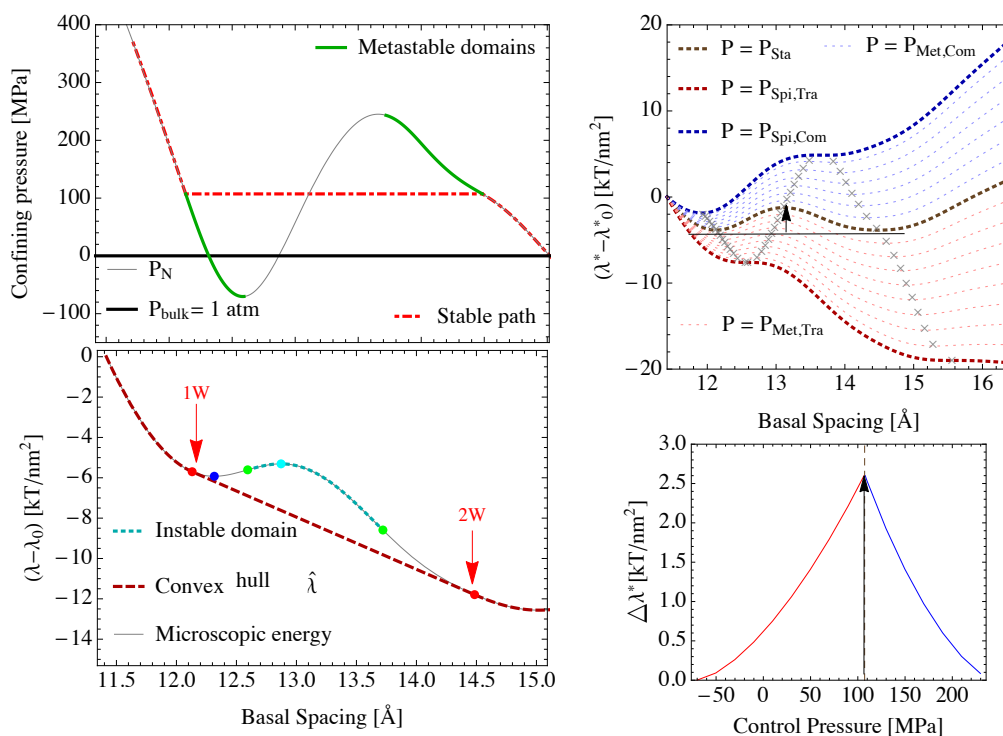 400
300
200
100
0
−100
Confining pressure [MPa]
Metastable domains
P_N
P_bulk = 1 atm
Stable path
0
−2
−4
−6
−8
−10
−12
−14
(λ−λ_0) [kT/nm²]
1W
2W
Instable domain
Convex hull λ̂
Microscopic energy
11.5 12.0 12.5 13.0 13.5 14.0 14.5 15.0
Basal Spacing [Å]
20
10
0
−10
−20
(λ*−λ*_0) [kT/nm²]
P = P_Sta
P = P_Met,Com
P = P_Spi,Tra
P = P_Spi,Com
P = P_Met,Tra
12 13 14 15 16
Basal Spacing [Å]
3.0
2.5
2.0
1.5
1.0
0.5
0.0
△λ* [kT/nm²]
−50 0 50 100 150 200
Control Pressure [MPa]